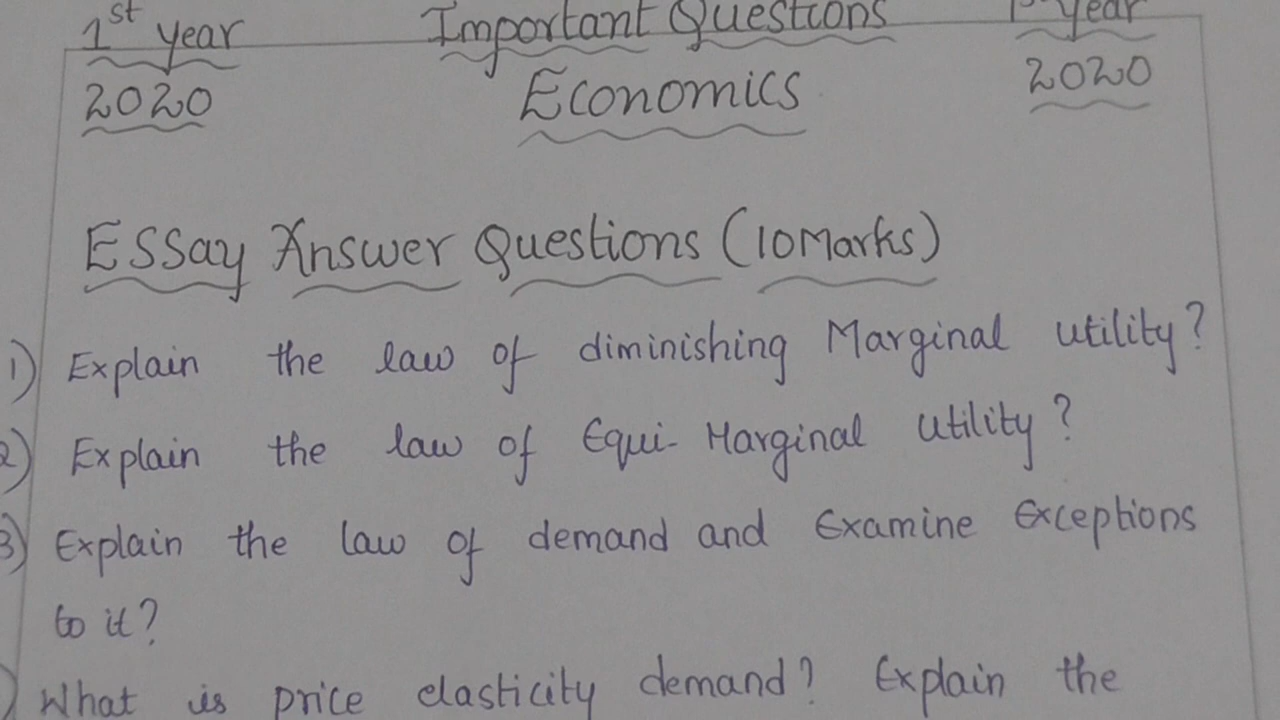 1st year Important Questions 1st year
2020 Economics 2020
Essay Answer Questions (10Marks)
1) Explain the law of diminishing Marginal utility?
2) Explain the law of Equi- Marginal utility?
3) Explain the law of demand and Examine Exceptions
to it?
What is price elasticity demand? Explain the